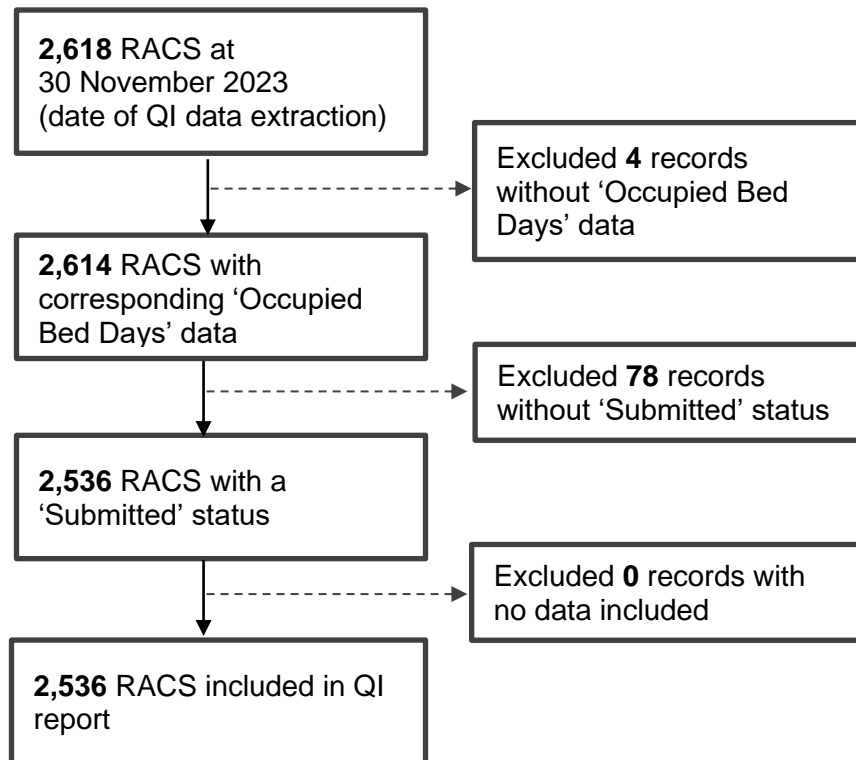 2,618 RACS at
30 November 2023
(date of QI data extraction)
Excluded 4 records
without ‘Occupied Bed
Days’ data
2,614 RACS with
corresponding ‘Occupied
Bed Days’ data
Excluded 78 records
without ‘Submitted’ status
2,536 RACS with a
‘Submitted’ status
Excluded 0 records with
no data included
2,536 RACS included in QI
report